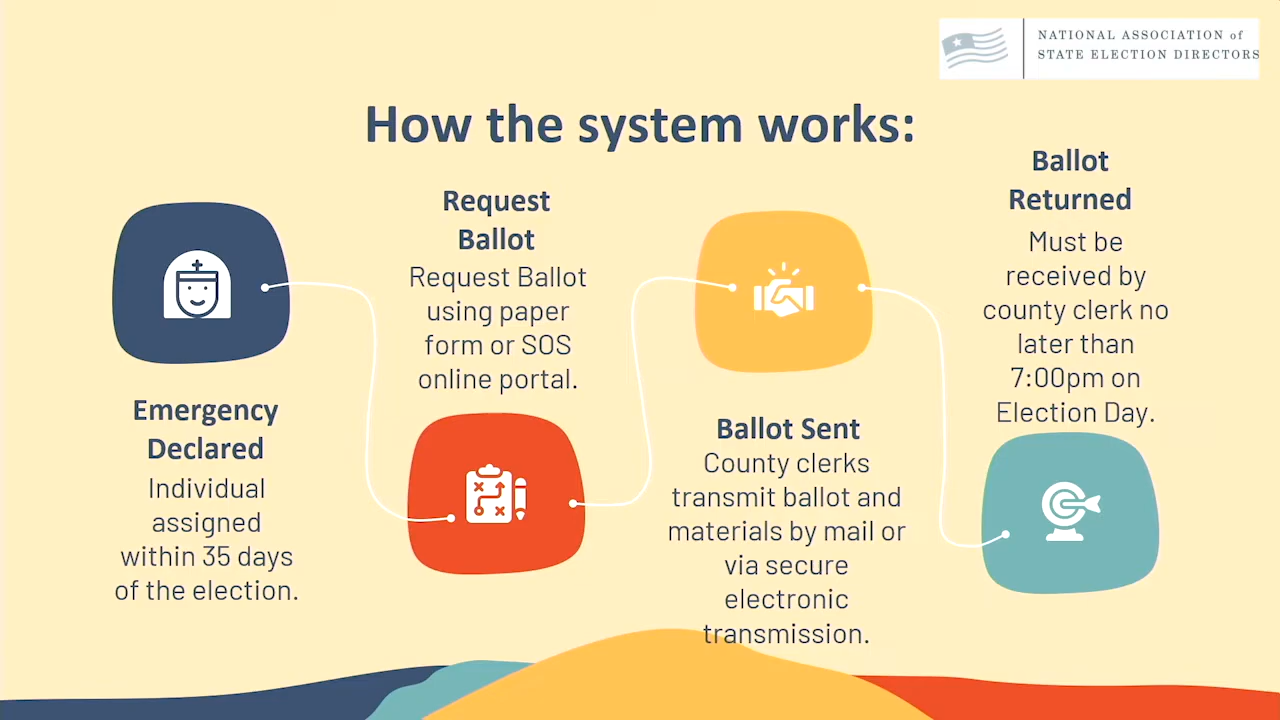 NATIONAL ASSOCIATION of
STATE ELECTION DIRECTORS
How the system works:
Emergency
Declared
Individual
assigned
within 35 days
of the election.
Request
Ballot
Request Ballot
using paper
form or SOS
online portal.
Ballot Sent
County clerks
transmit ballot and
materials by mail or
via secure
electronic
transmission.
Ballot
Returned
Must be
received by
county clerk no
later than
7:00pm on
Election Day.